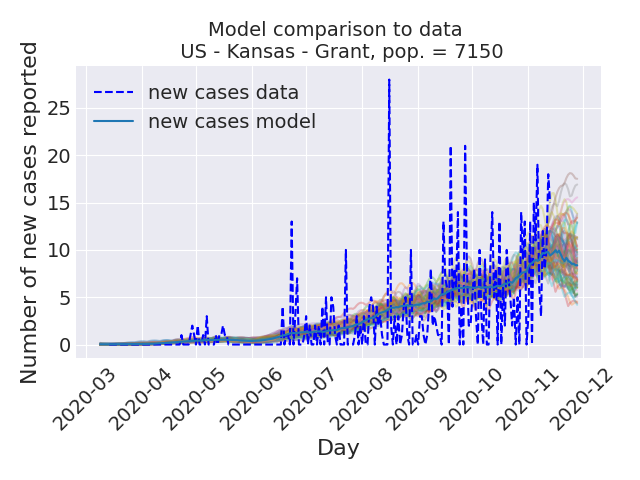 Model comparison to data
US - Kansas - Grant, pop. = 7150
Number of new cases reported
25
20
15
10
5
0
new cases data
new cases model
2020-03
2020-04
2020-05
2020-06
2020-07
2020-08
2020-09
2020-10
2020-11
2020-12
Day